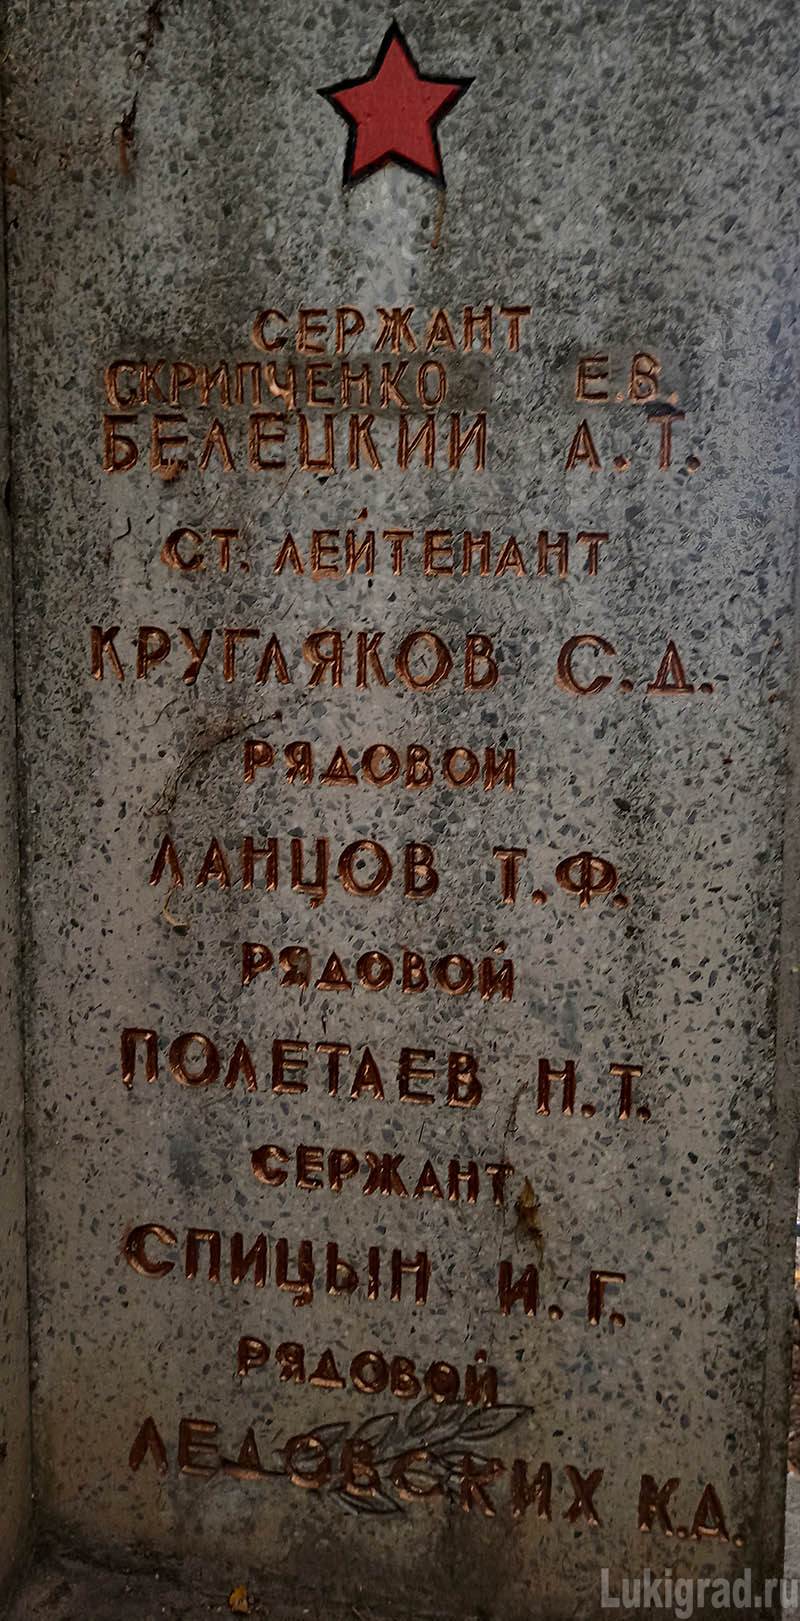 СЕРЖАНТ
СКРИПЧЕНКО Е.В.
БЕЛЕЦКИЙ А.Т.
СТ. ЛЕЙТЕНАНТ
КРУГЛЯКОВ С.Д.
РЯДОВОЙ
ЛАНЦОВ Т.Ф.
РЯДОВОЙ
ПОЛЕТАЕВ Н.Т.
СЕРЖАНТ
СПИЦЫН И.Г.
РЯДОВОЙ
ЛЕДОВСКИХ К.Д.
Lukigrad.ru